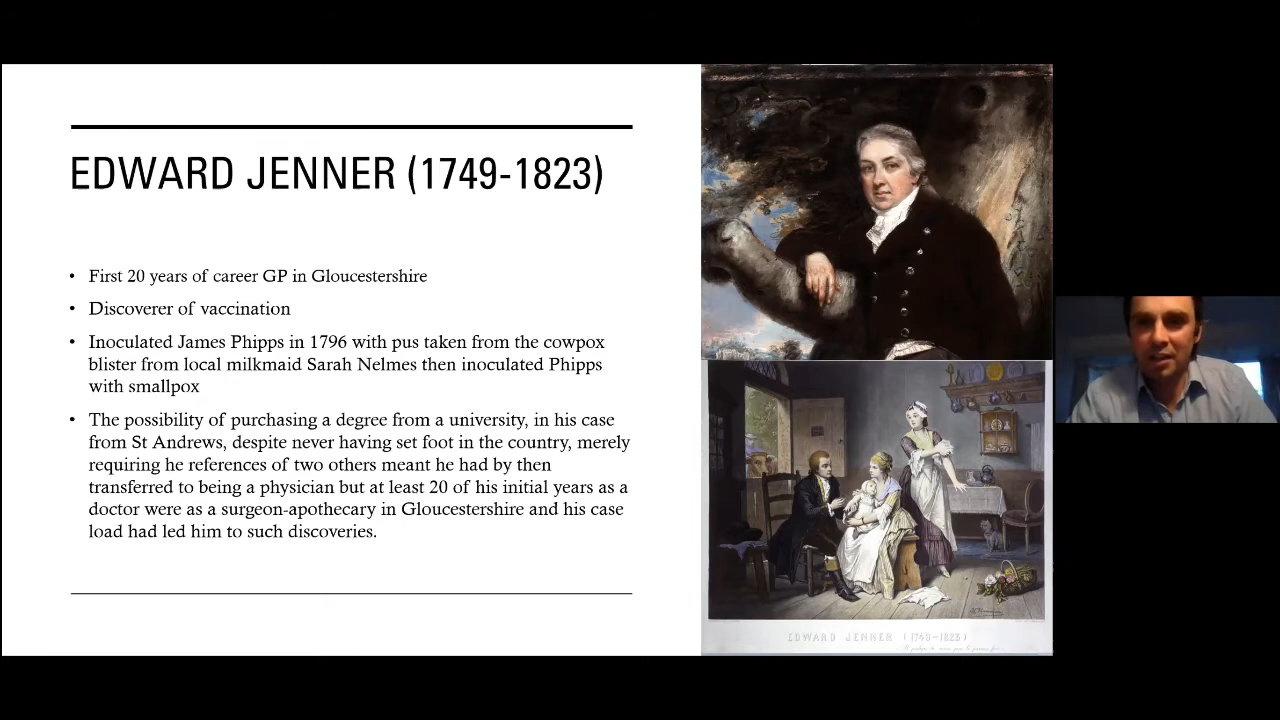 EDWARD JENNER (1749-1823)
• First 20 years of career GP in Gloucestershire
• Discoverer of vaccination
• Inoculated James Phipps in 1796 with pus taken from the cowpox
blister from local milkmaid Sarah Nelmes then inoculated Phipps
with smallpox
• The possibility of purchasing a degree from a university, in his case
from St Andrews, despite never having set foot in the country, merely
requiring he references of two others meant he had by then
transferred to being a physician but at least 20 of his initial years as a
doctor were as a surgeon-apothecary in Gloucestershire and his case
load had led him to such discoveries.
EDWARD JENNER (1749-1823)